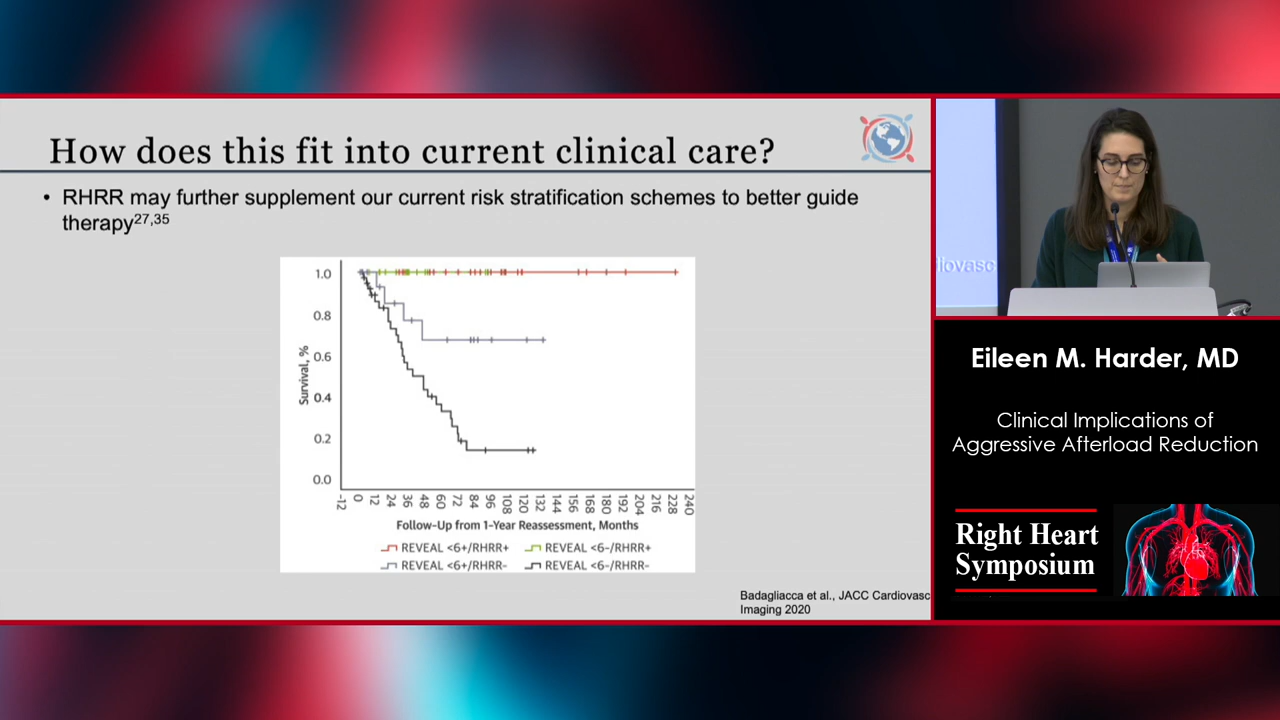 How does this fit into current clinical care?
• RHRR may further supplement our current risk stratification schemes to better guide
therapy27,35
1.0
0.8
0.6
0.4
0.2
0.0
Survival, %
-12 0 12 24 36 48 60 72 84 96 108 120 132 144 156 168 180 192 204 216 228 240
Follow-Up from 1-Year Reassessment, Months
REVEAL <6+/RHRR+ REVEAL <6-/RHRR+
REVEAL <6+/RHRR- REVEAL <6-/RHRR-
Badagliacca et al., JACC Cardiovasc
Imaging 2020
iovasc
Eileen M. Harder, MD
Clinical Implications of
Aggressive Afterload Reduction
Right Heart
Symposium